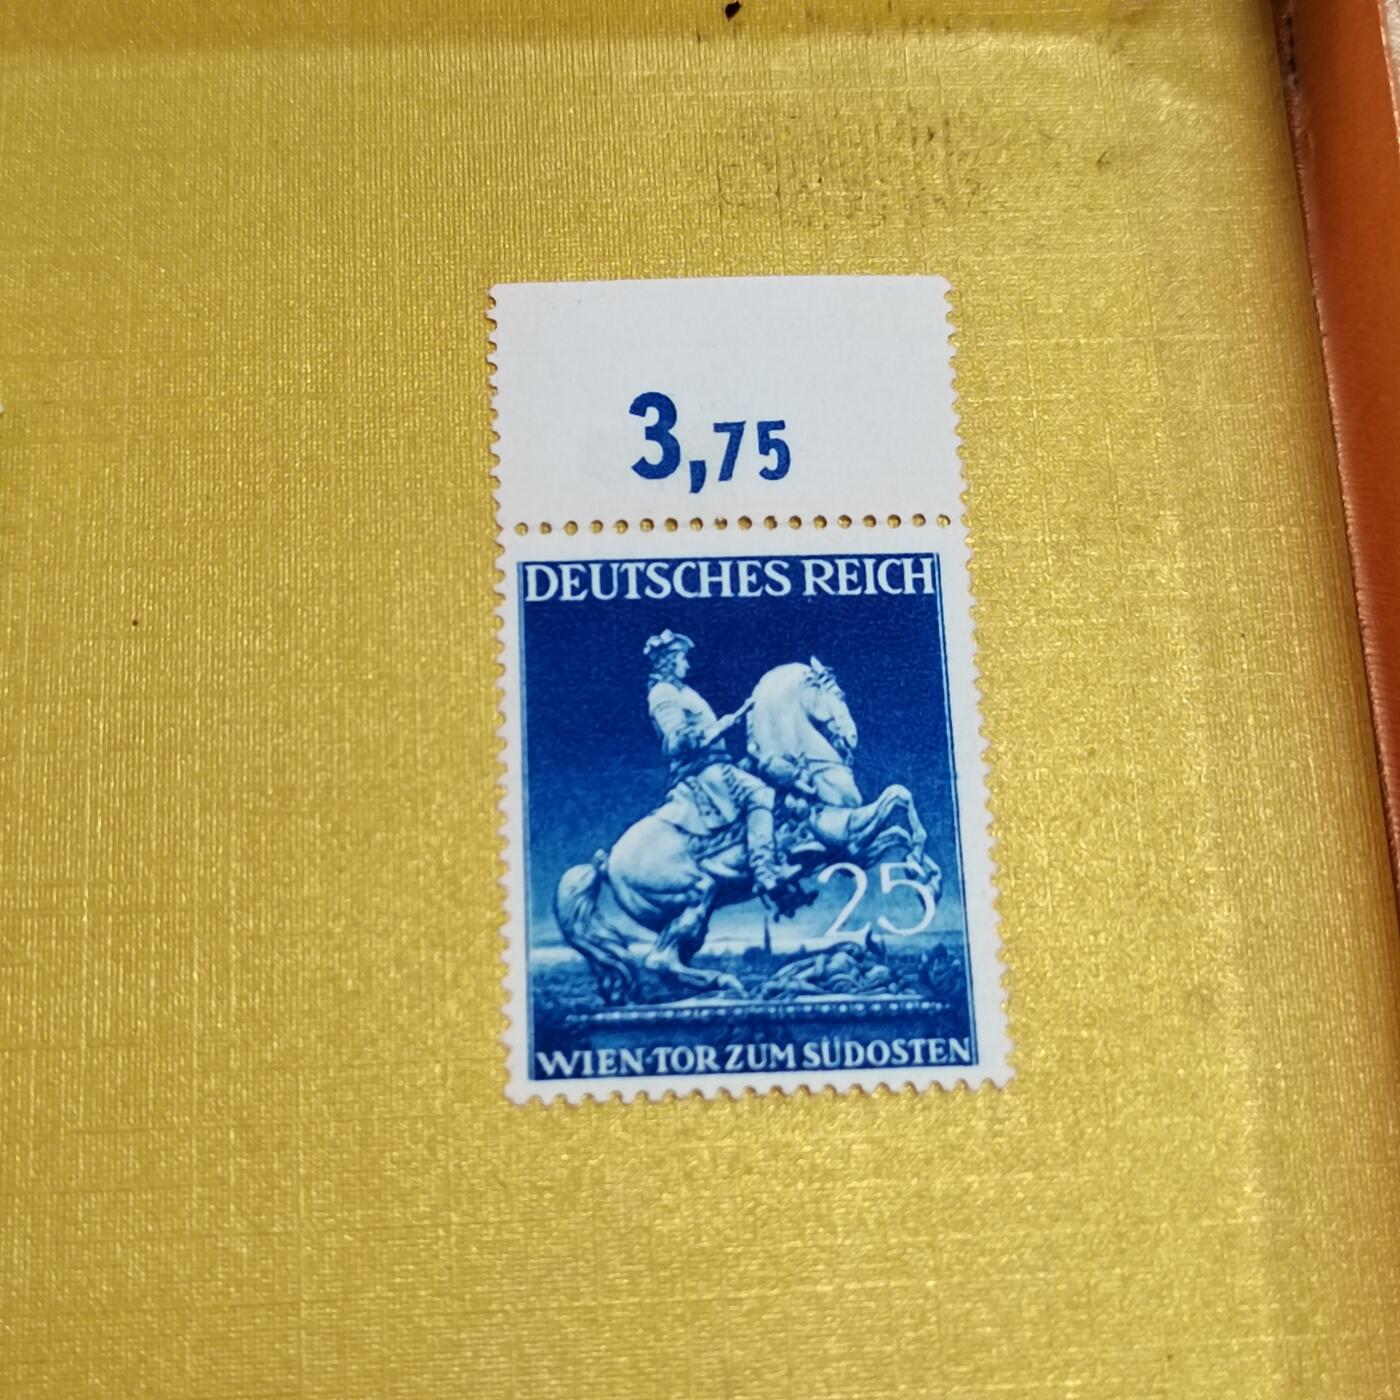 3,75
DEUTSCHES REICH
25
WIEN·TOR ZUM SÜDOSTEN